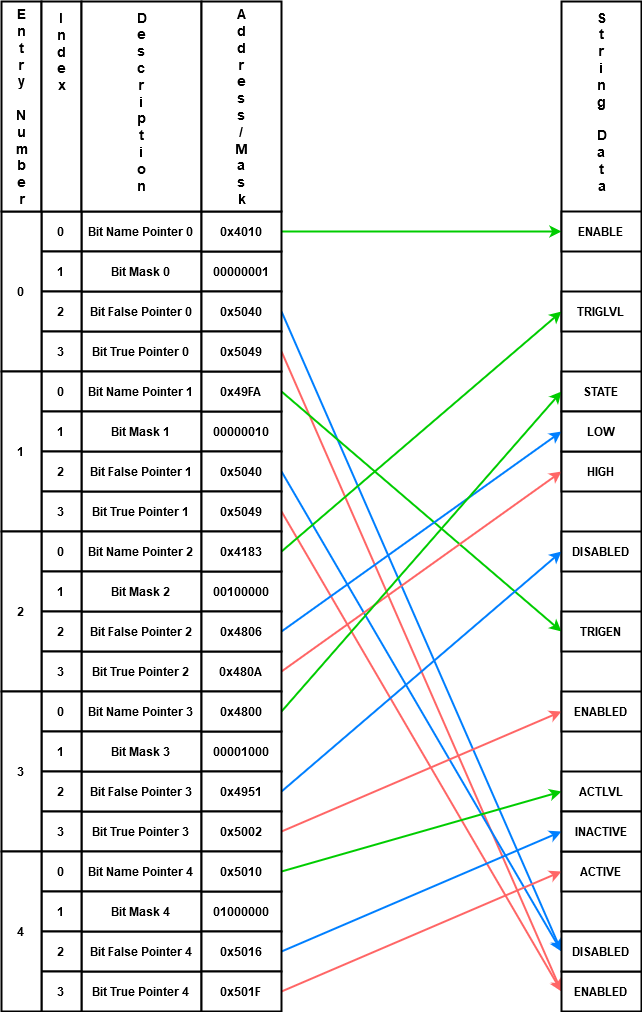 Entry Number Index Description Address/Mask String Data
0
0 Bit Name Pointer 0 0x4010 ENABLE
1 Bit Mask 0 00000001
2 Bit False Pointer 0 0x5040 TRIGLVL
3 Bit True Pointer 0 0x5049
1
0 Bit Name Pointer 1 0x49FA STATE
1 Bit Mask 1 00000010 LOW
2 Bit False Pointer 1 0x5040 HIGH
3 Bit True Pointer 1 0x5049
2
0 Bit Name Pointer 2 0x4183 DISABLED
1 Bit Mask 2 00100000
2 Bit False Pointer 2 0x4806 TRIGEN
3 Bit True Pointer 2 0x480A
3
0 Bit Name Pointer 3 0x4800 ENABLED
1 Bit Mask 3 00001000
2 Bit False Pointer 3 0x4951 ACTLVL
3 Bit True Pointer 3 0x5002 INACTIVE
4
0 Bit Name Pointer 4 0x5010 ACTIVE
1 Bit Mask 4 01000000
2 Bit False Pointer 4 0x5016 DISABLED
3 Bit True Pointer 4 0x501F ENABLED